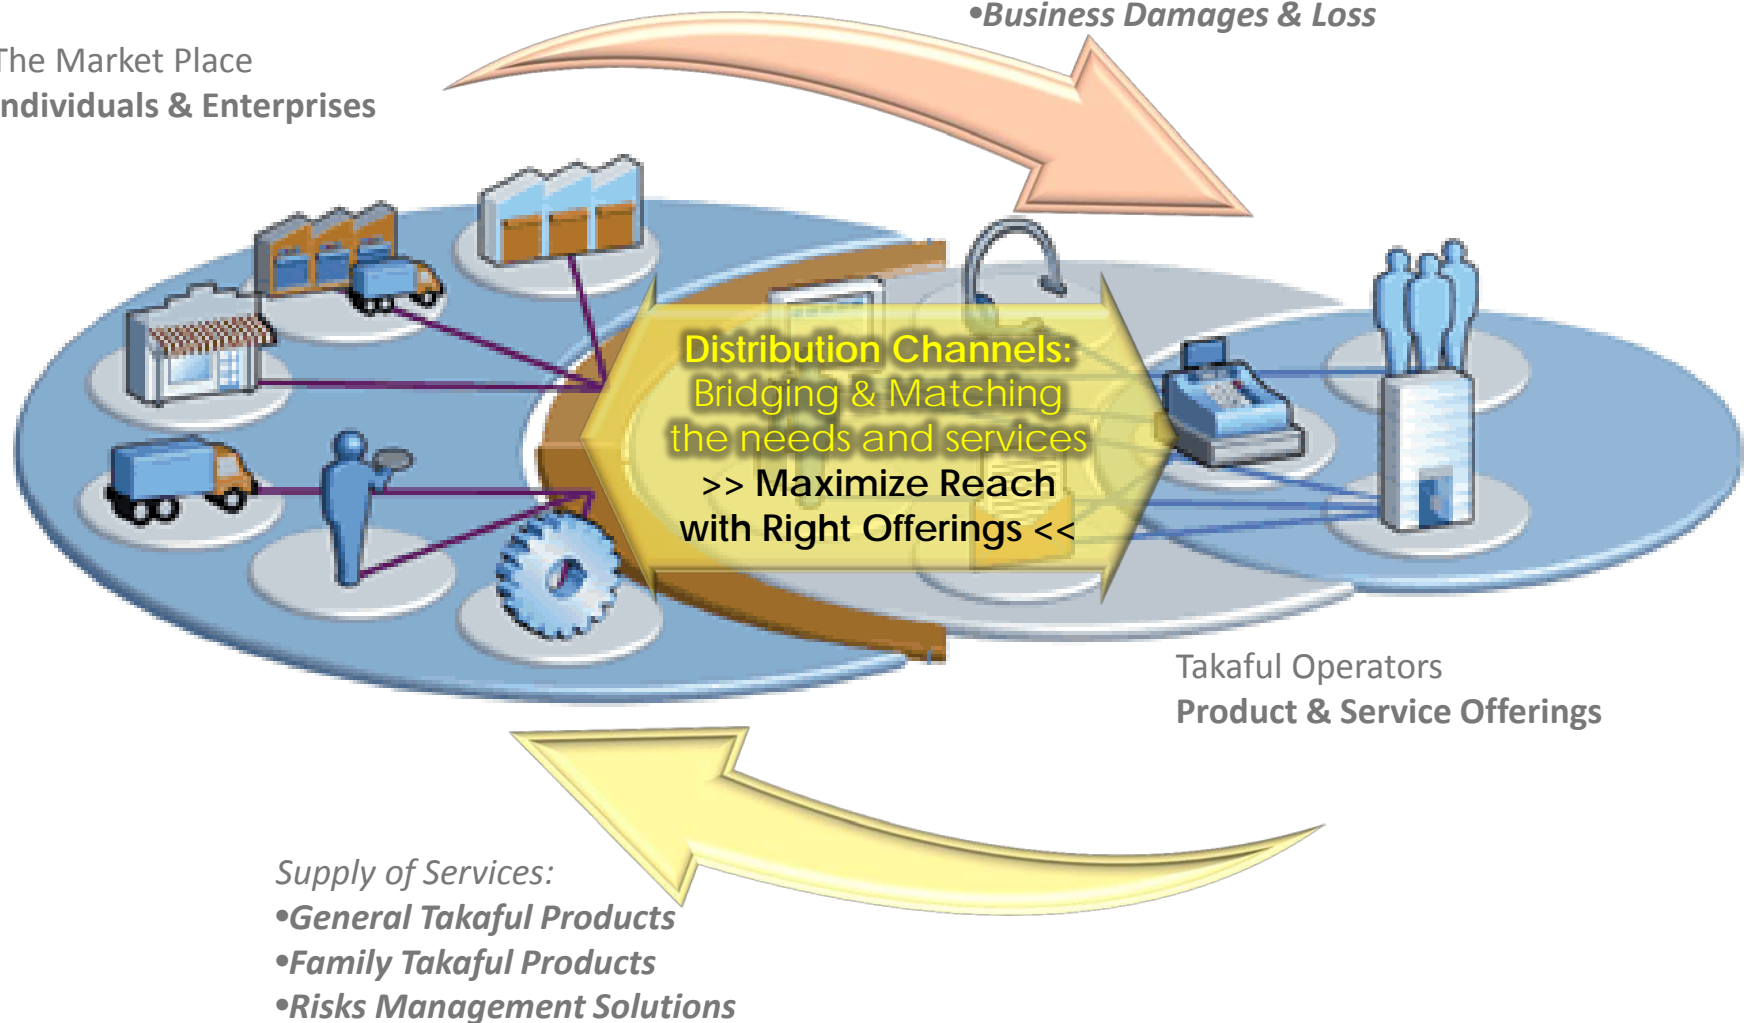 •Business Damages & Loss
The Market Place
Individuals & Enterprises
Distribution Channels:
Bridging & Matching
the needs and services
>> Maximize Reach
with Right Offerings <<
Takaful Operators
Product & Service Offerings
Supply of Services:
•General Takaful Products
•Family Takaful Products
•Risks Management Solutions